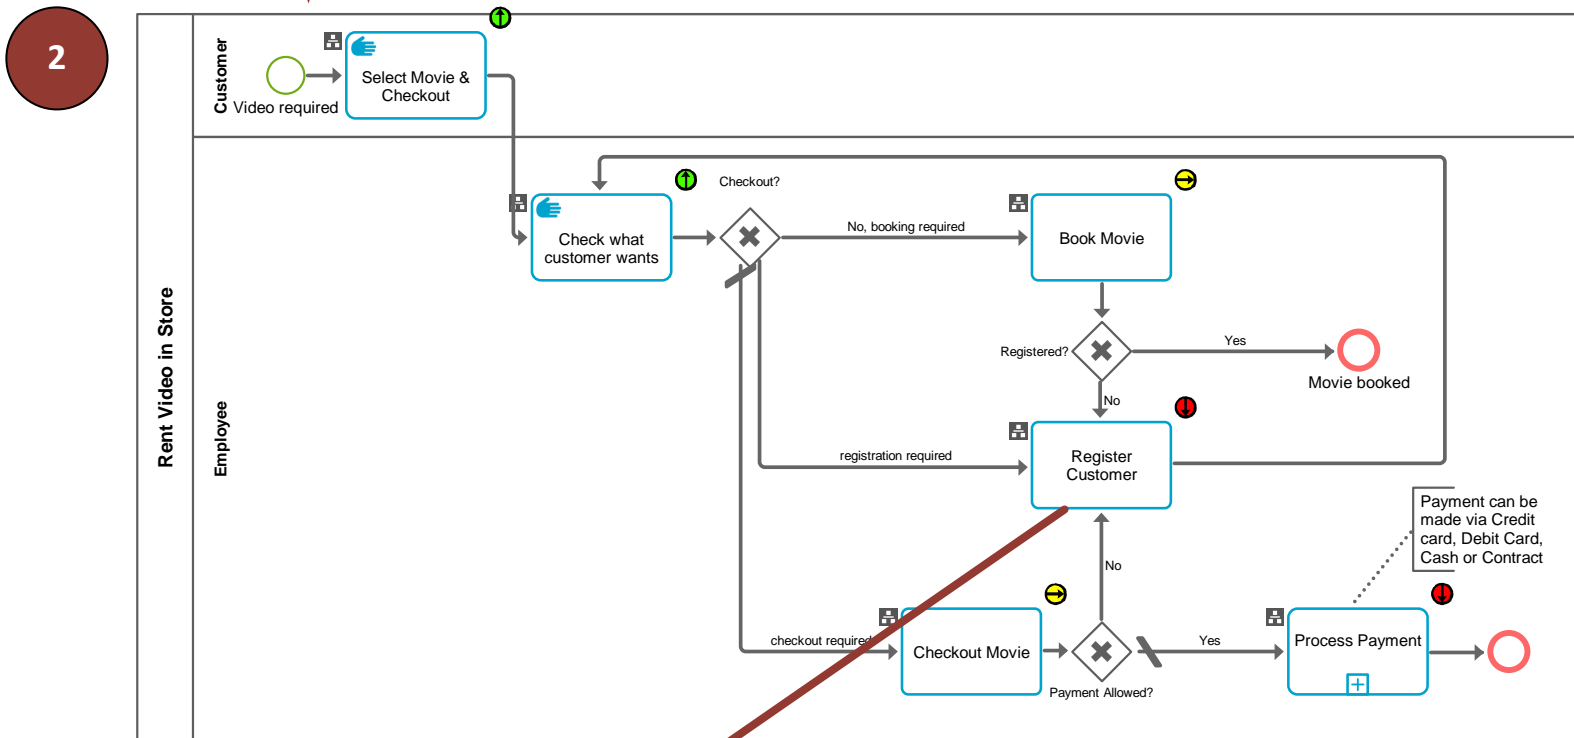 2
Rent Video in Store
Customer
Video required
Select Movie &
Checkout
Employee
Check what
customer wants
Checkout?
No, booking required
Book Movie
Registered?
Yes
Movie booked
No
registration required
Register
Customer
Payment can be
made via Credit
card, Debit Card,
Cash or Contract
No
checkout required
Checkout Movie
Payment Allowed?
Yes
Process Payment